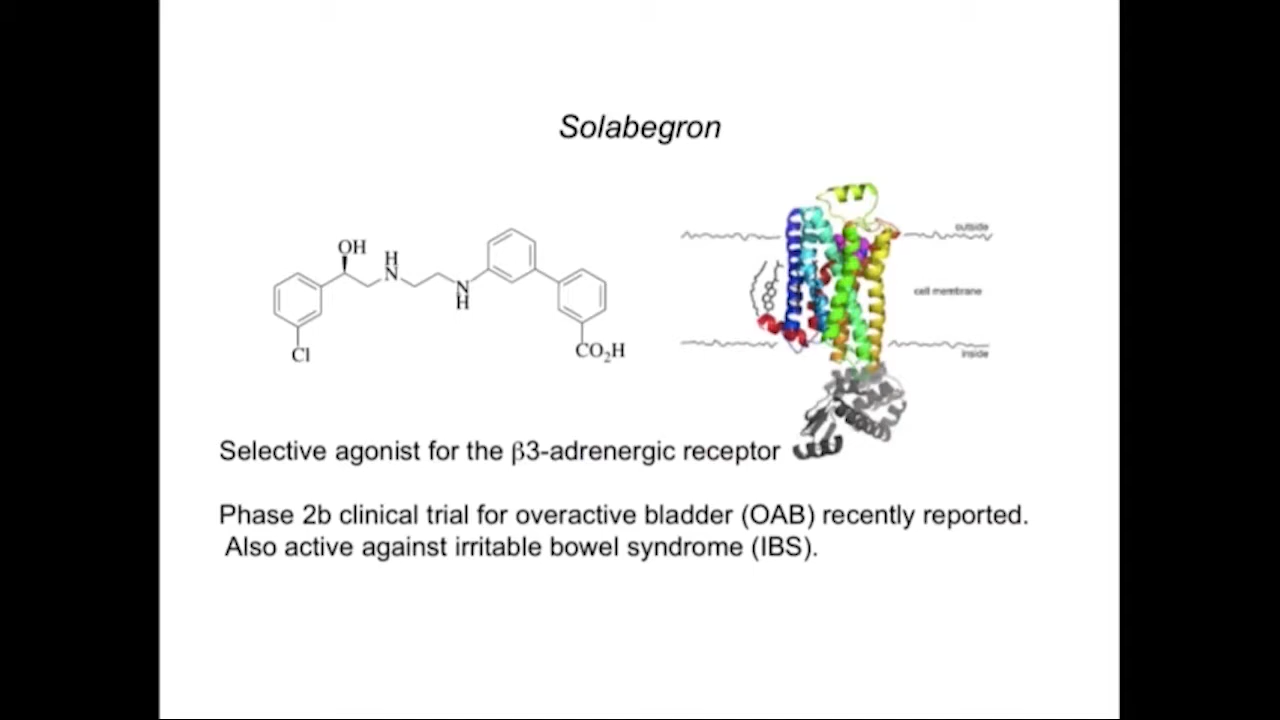 Solabegron
OH
H
N
N
H
Cl
CO₂H
outside
cell membrane
inside
Selective agonist for the β3-adrenergic receptor
Phase 2b clinical trial for overactive bladder (OAB) recently reported.
Also active against irritable bowel syndrome (IBS).